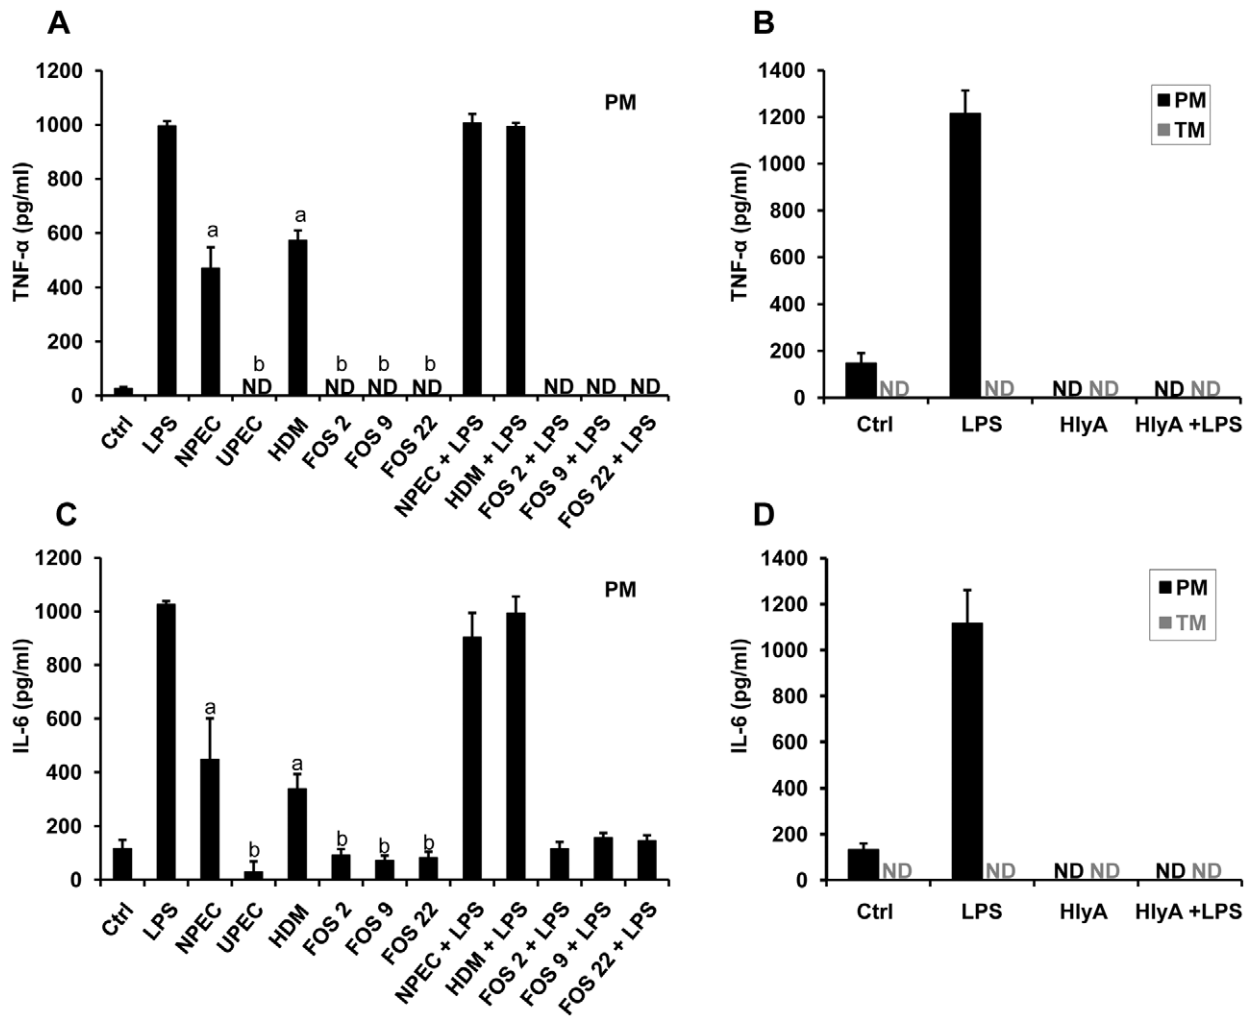 A
1200
1000
800
600
400
200
0
TNF-α (pg/ml)
PM
a
b
ND
a
b
ND
b
ND
b
ND
ND
ND
ND
Ctrl
LPS
NPEC
UPEC
HDM
FOS 2
FOS 9
FOS 22
NPEC + LPS
HDM + LPS
FOS 2 + LPS
FOS 9 + LPS
FOS 22 + LPS
B
1400
1200
1000
800
600
400
200
0
TNF-α (pg/ml)
PM
TM
ND
ND
ND ND
ND ND
Ctrl
LPS
HlyA
HlyA +LPS
C
1200
1000
800
600
400
200
0
IL-6 (pg/ml)
PM
a
b
a
b
b
b
Ctrl
LPS
NPEC
UPEC
HDM
FOS 2
FOS 9
FOS 22
NPEC + LPS
HDM + LPS
FOS 2 + LPS
FOS 9 + LPS
FOS 22 + LPS
D
1400
1200
1000
800
600
400
200
0
IL-6 (pg/ml)
PM
TM
ND
ND
ND ND
ND ND
Ctrl
LPS
HlyA
HlyA +LPS